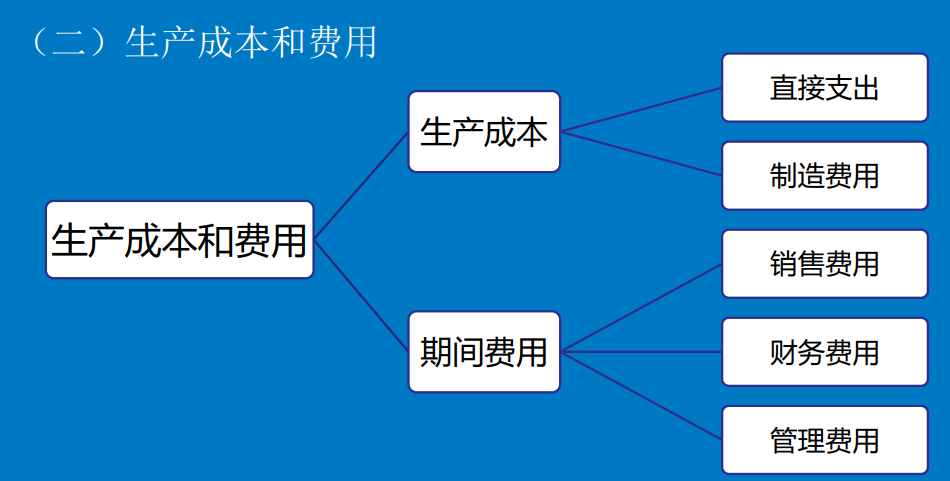 （二）生产成本和费用
生产成本和费用
生产成本
直接支出
制造费用
期间费用
销售费用
财务费用
管理费用